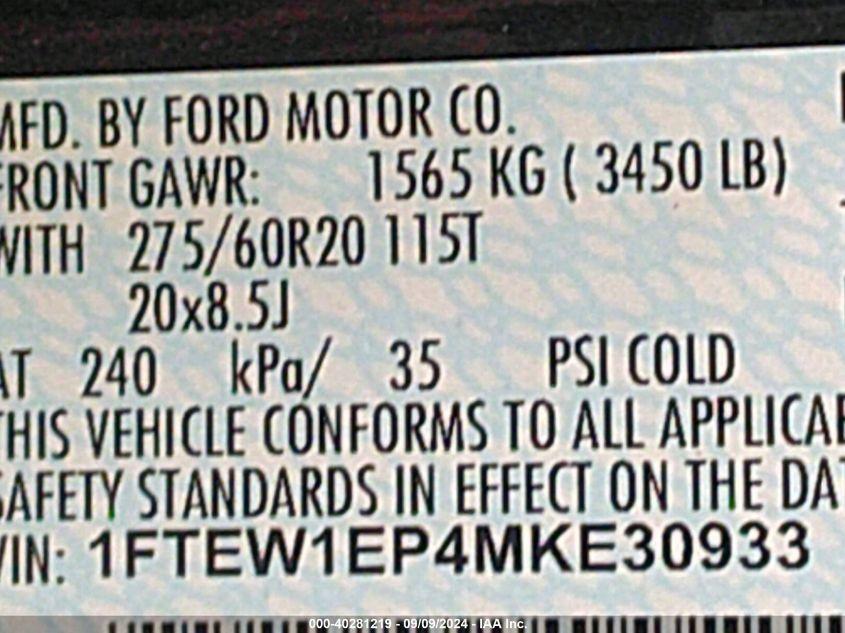 MFD. BY FORD MOTOR CO.
FRONT GAWR: 1565 KG ( 3450 LB)
WITH 275/60R20 115T
20x8.5J
AT 240 kPa/ 35 PSI COLD
THIS VEHICLE CONFORMS TO ALL APPLICAB
SAFETY STANDARDS IN EFFECT ON THE DAT
VIN: 1FTEW1EP4MKE30933
000-40281219 - 09/09/2024 - IAA Inc.